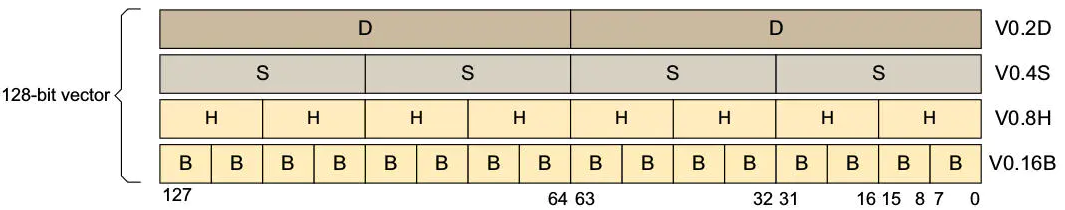 D D V0.2D
S S S S V0.4S
128-bit vector
H H H H H H H H V0.8H
B B B B B B B B B B B B B B B B V0.16B
127 64 63 32 31 16 15 8 7 0